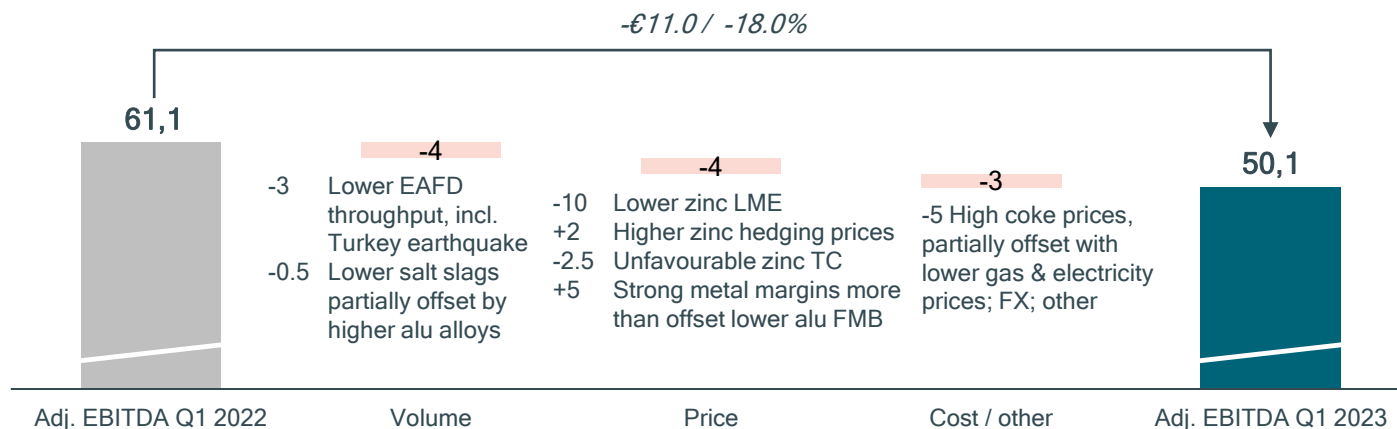 -€11.0 / -18.0%
61,1
-4
-3 Lower EAFD
throughput, incl.
Turkey earthquake
-0.5 Lower salt slags
partially offset by
higher alu alloys
-4
-10 Lower zinc LME
+2 Higher zinc hedging prices
-2.5 Unfavourable zinc TC
+5 Strong metal margins more
than offset lower alu FMB
-3
-5 High coke prices,
partially offset with
lower gas & electricity
prices; FX; other
50,1
Adj. EBITDA Q1 2022
Volume
Price
Cost / other
Adj. EBITDA Q1 2023